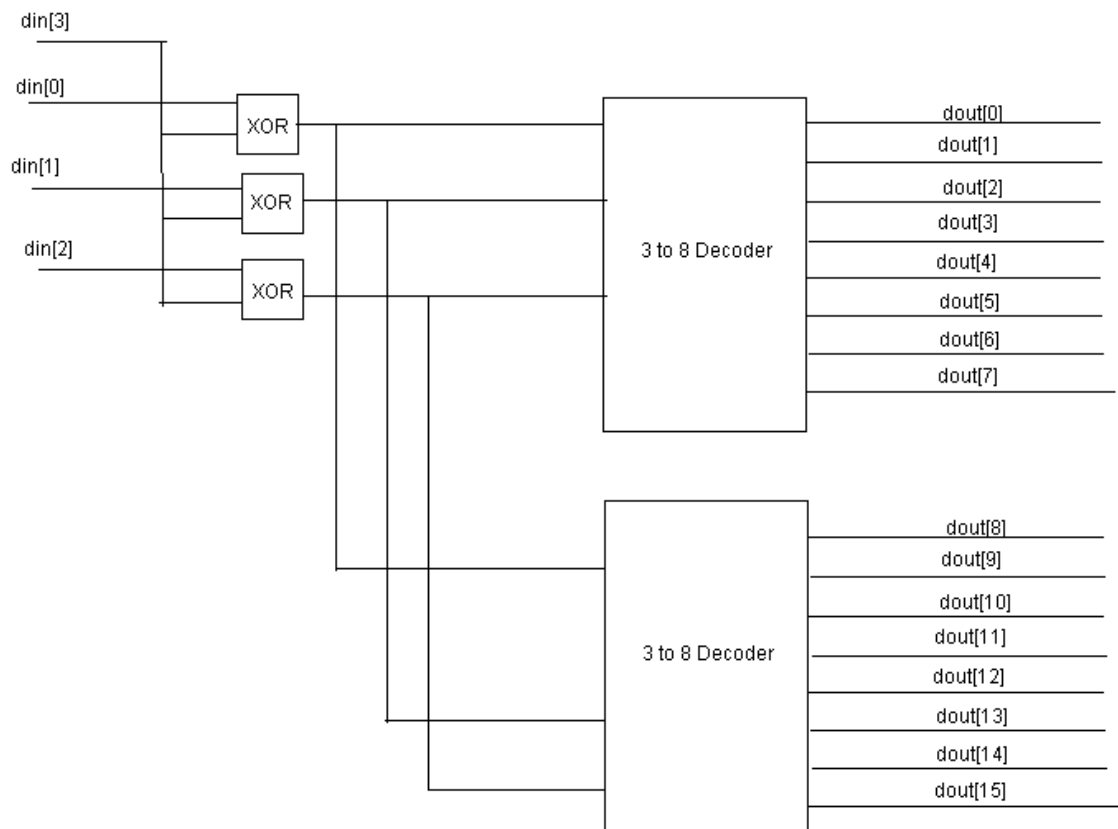 din[3]
din[0]
XOR
din[1]
XOR
din[2]
XOR
3 to 8 Decoder
dout[0]
dout[1]
dout[2]
dout[3]
dout[4]
dout[5]
dout[6]
dout[7]
3 to 8 Decoder
dout[8]
dout[9]
dout[10]
dout[11]
dout[12]
dout[13]
dout[14]
dout[15]